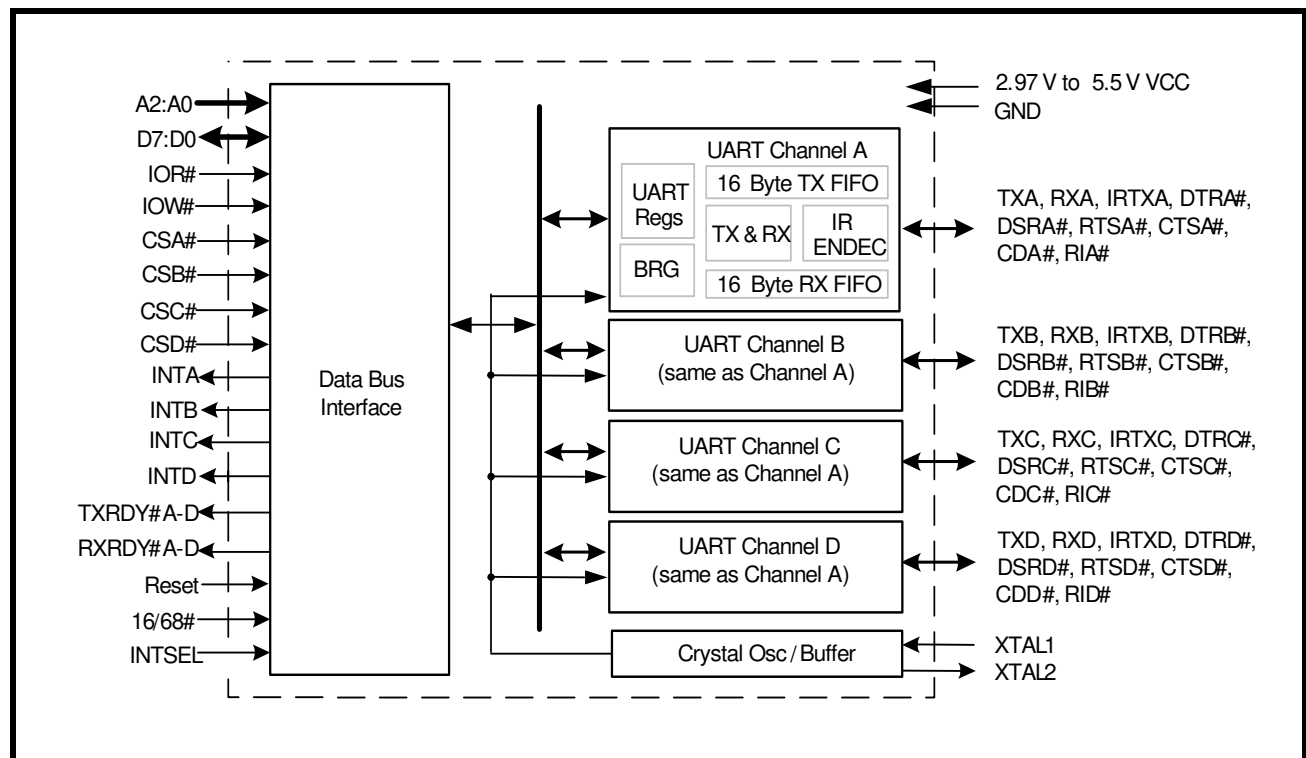 A2:A0
D7:D0
IOR#
IOW#
CSA#
CSB#
CSC#
CSD#
INTA
INTB
INTC
INTD
TXRDY# A-D
RXRDY# A-D
Reset
16/68#
INTSEL
Data Bus
Interface
UART Channel A
UART
Regs
BRG
16 Byte TX FIFO
TX & RX
IR
ENDEC
16 Byte RX FIFO
UART Channel B
(same as Channel A)
UART Channel C
(same as Channel A)
UART Channel D
(same as Channel A)
Crystal Osc / Buffer
2.97 V to 5.5 V VCC
GND
TXA, RXA, IRTXA, DTRA#,
DSRA#, RTSA#, CTSA#,
CDA#, RIA#
TXB, RXB, IRTXB, DTRB#,
DSRB#, RTSB#, CTSB#,
CDB#, RIB#
TXC, RXC, IRTXC, DTRC#,
DSRC#, RTSC#, CTSC#,
CDC#, RIC#
TXD, RXD, IRTXD, DTRD#,
DSRD#, RTSD#, CTSD#,
CDD#, RID#
XTAL1
XTAL2